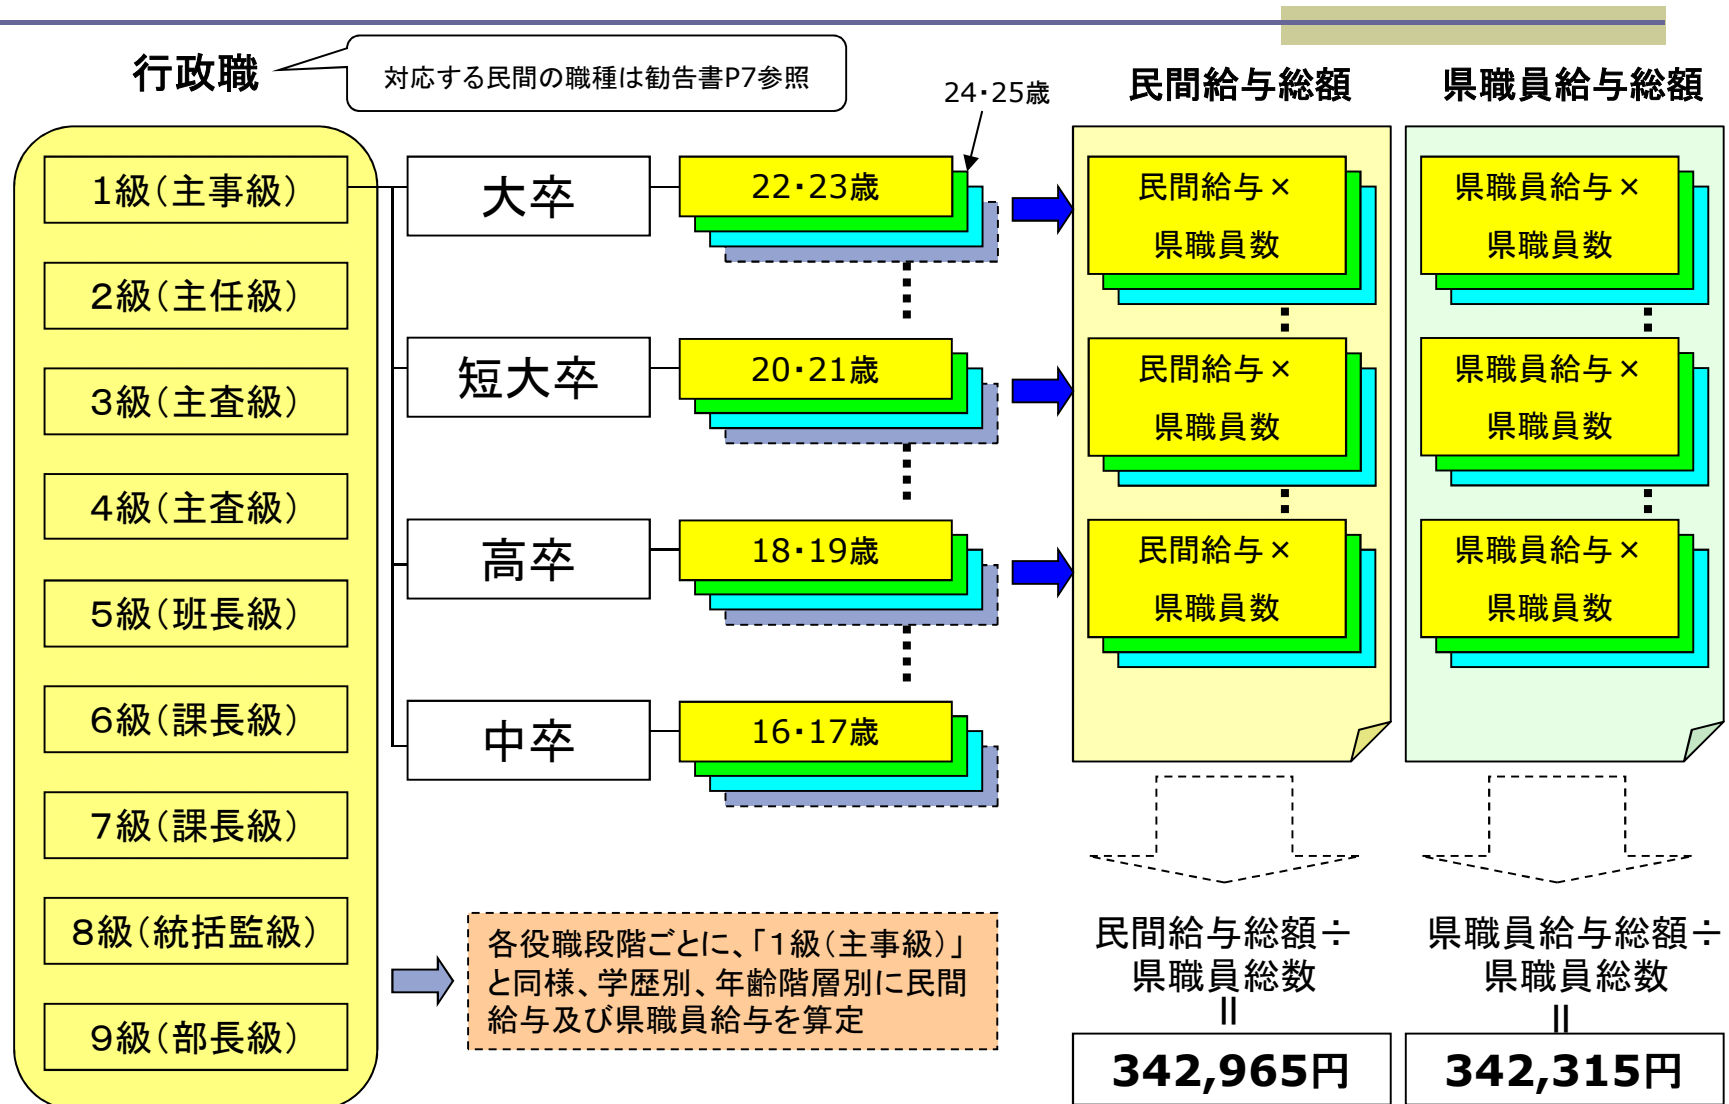 行政職
対応する民間の職種は勧告書P7参照
24・25歳
民間給与総額
県職員給与総額
1級(主事級)
2級(主任級)
3級(主査級)
4級(主査級)
5級(班長級)
6級(課長級)
7級(課長級)
8級(統括監級)
9級(部長級)
大卒
22・23歳
短大卒
20・21歳
高卒
18・19歳
中卒
16・17歳
民間給与×
県職員数
民間給与×
県職員数
民間給与×
県職員数
県職員給与×
県職員数
県職員給与×
県職員数
県職員給与×
県職員数
各役職段階ごとに、「1級(主事級)」
と同様、学歴別、年齢階層別に民間
給与及び県職員給与を算定
民間給与総額÷
県職員総数
=
342,965円
県職員給与総額÷
県職員総数
=
342,315円